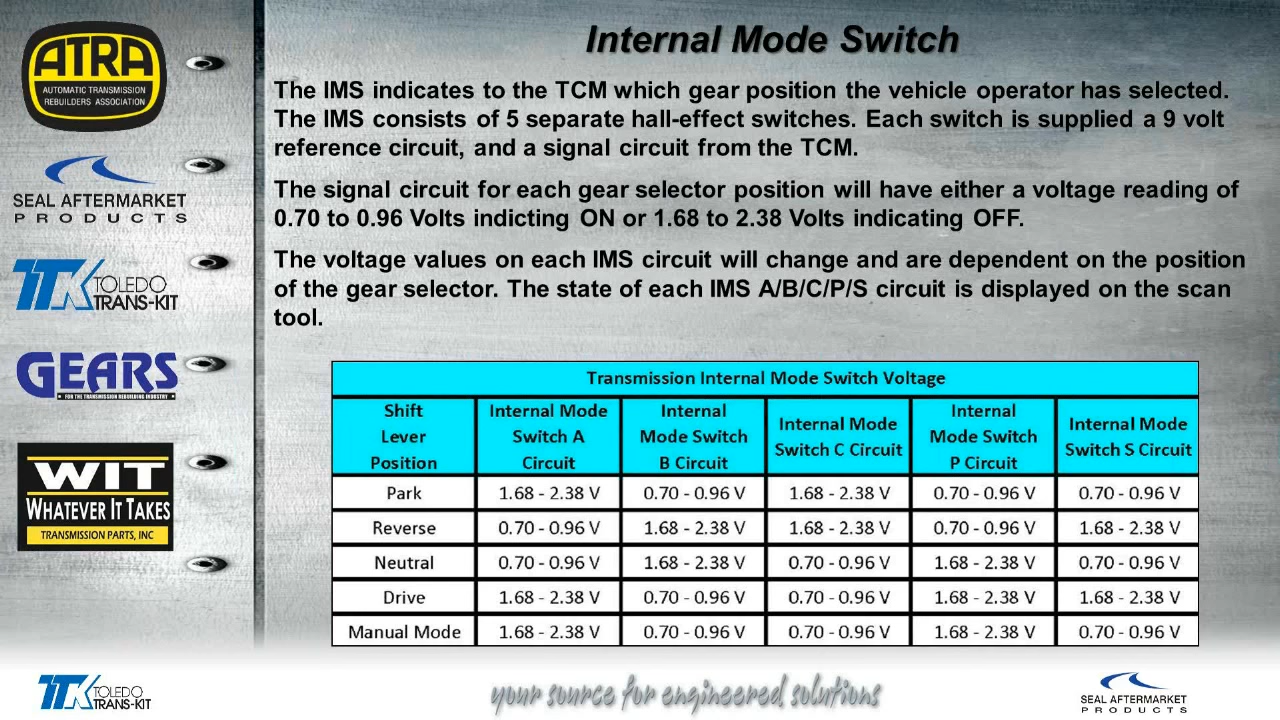 Internal Mode Switch
ATRA
AUTOMATIC TRANSMISSION
REBUILDERS ASSOCIATION
SEAL AFTERMARKET
PRODUCTS
TTK TOLEDO
TRANS-KIT
GEARS
FOR THE TRANSMISSION REBUILDING INDUSTRY
WIT
WHATEVER IT TAKES
TRANSMISSION PARTS, INC
The IMS indicates to the TCM which gear position the vehicle operator has selected.
The IMS consists of 5 separate hall-effect switches. Each switch is supplied a 9 volt
reference circuit, and a signal circuit from the TCM.
The signal circuit for each gear selector position will have either a voltage reading of
0.70 to 0.96 Volts indicting ON or 1.68 to 2.38 Volts indicating OFF.
The voltage values on each IMS circuit will change and are dependent on the position
of the gear selector. The state of each IMS A/B/C/P/S circuit is displayed on the scan
tool.
Transmission Internal Mode Switch Voltage
Shift Lever Position Internal Mode Switch A Circuit Internal Mode Switch B Circuit Internal Mode Switch C Circuit Internal Mode Switch P Circuit Internal Mode Switch S Circuit
Park 1.68 - 2.38 V 0.70 - 0.96 V 1.68 - 2.38 V 0.70 - 0.96 V 0.70 - 0.96 V
Reverse 0.70 - 0.96 V 1.68 - 2.38 V 1.68 - 2.38 V 0.70 - 0.96 V 1.68 - 2.38 V
Neutral 0.70 - 0.96 V 1.68 - 2.38 V 0.70 - 0.96 V 1.68 - 2.38 V 0.70 - 0.96 V
Drive 1.68 - 2.38 V 0.70 - 0.96 V 0.70 - 0.96 V 1.68 - 2.38 V 1.68 - 2.38 V
Manual Mode 1.68 - 2.38 V 0.70 - 0.96 V 0.70 - 0.96 V 1.68 - 2.38 V 0.70 - 0.96 V
TTK TOLEDO
TRANS-KIT
your source for engineered solutions
SEAL AFTERMARKET
PRODUCTS